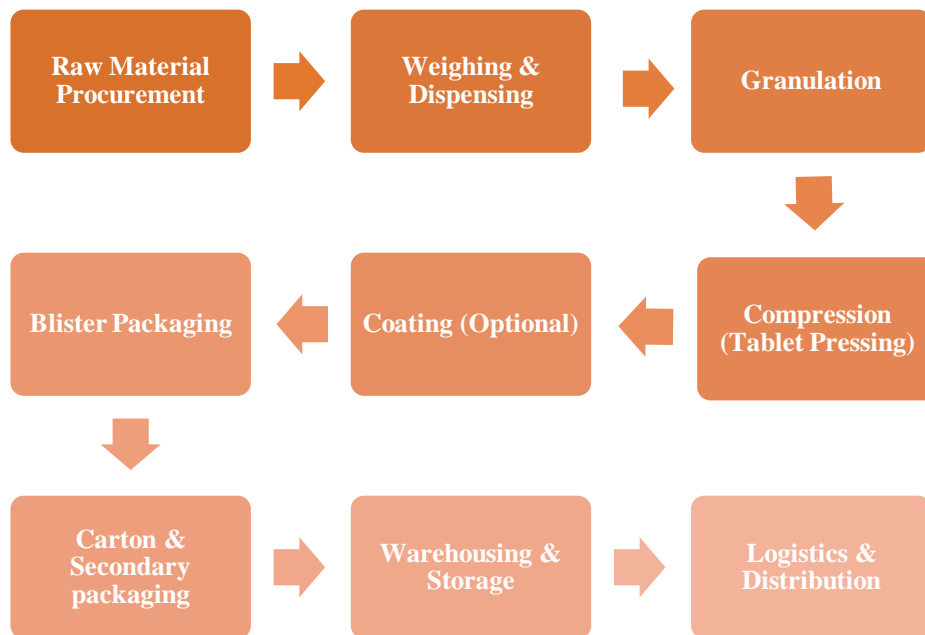 Raw Material
Procurement
Weighing &
Dispensing
Granulation
Compression
(Tablet Pressing)
Coating (Optional)
Blister Packaging
Carton &
Secondary
packaging
Warehousing &
Storage
Logistics &
Distribution